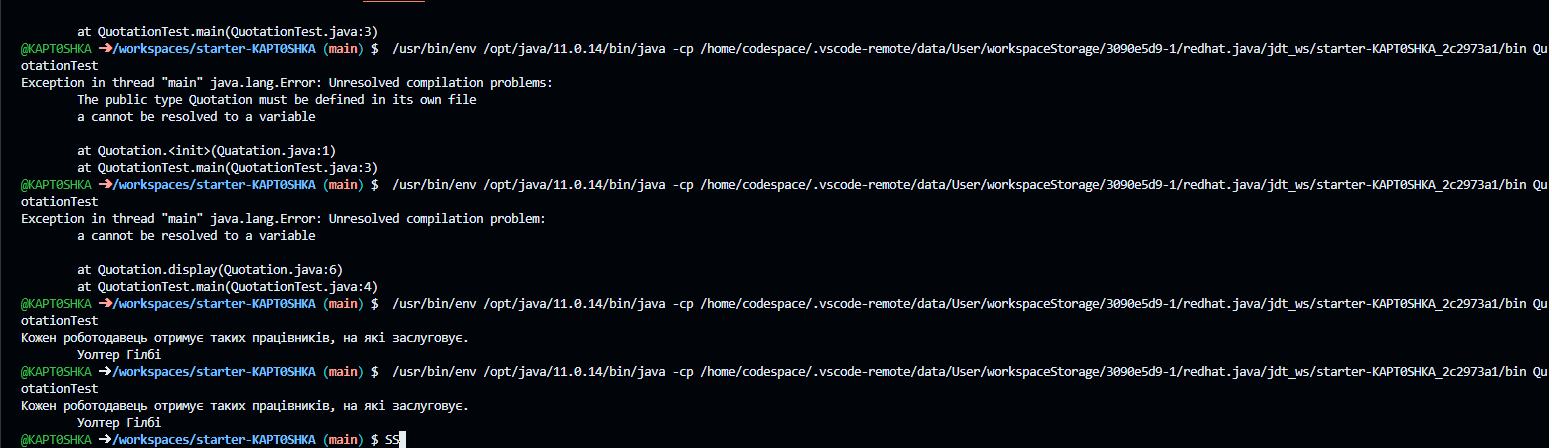 at QuotationTest.main(QuotationTest.java:3)
@KAPT0SHKA ➜/workspaces/starter-KAPT0SHKA (main) $  /usr/bin/env /opt/java/11.0.14/bin/java -cp /home/codespace/.vscode-remote/data/User/workspaceStorage/3090e5d9-1/redhat.java/jdt_ws/starter-KAPT0SHKA_2c2973a1/bin Qu
otationTest
Exception in thread "main" java.lang.Error: Unresolved compilation problems:
The public type Quotation must be defined in its own file
a cannot be resolved to a variable
at Quotation.<init>(Quatation.java:1)
at QuotationTest.main(QuotationTest.java:3)
@KAPT0SHKA ➜/workspaces/starter-KAPT0SHKA (main) $  /usr/bin/env /opt/java/11.0.14/bin/java -cp /home/codespace/.vscode-remote/data/User/workspaceStorage/3090e5d9-1/redhat.java/jdt_ws/starter-KAPT0SHKA_2c2973a1/bin Qu
otationTest
Exception in thread "main" java.lang.Error: Unresolved compilation problem:
a cannot be resolved to a variable
at Quotation.display(Quotation.java:6)
at QuotationTest.main(QuotationTest.java:4)
@KAPT0SHKA ➜/workspaces/starter-KAPT0SHKA (main) $  /usr/bin/env /opt/java/11.0.14/bin/java -cp /home/codespace/.vscode-remote/data/User/workspaceStorage/3090e5d9-1/redhat.java/jdt_ws/starter-KAPT0SHKA_2c2973a1/bin Qu
otationTest
Кожен роботодавець отримує таких працівників, на які заслуговує.
Уолтер Гілбі
@KAPT0SHKA ➜/workspaces/starter-KAPT0SHKA (main) $  /usr/bin/env /opt/java/11.0.14/bin/java -cp /home/codespace/.vscode-remote/data/User/workspaceStorage/3090e5d9-1/redhat.java/jdt_ws/starter-KAPT0SHKA_2c2973a1/bin Qu
otationTest
Кожен роботодавець отримує таких працівників, на які заслуговує.
Уолтер Гілбі
@KAPT0SHKA ➜/workspaces/starter-KAPT0SHKA (main) $ SS